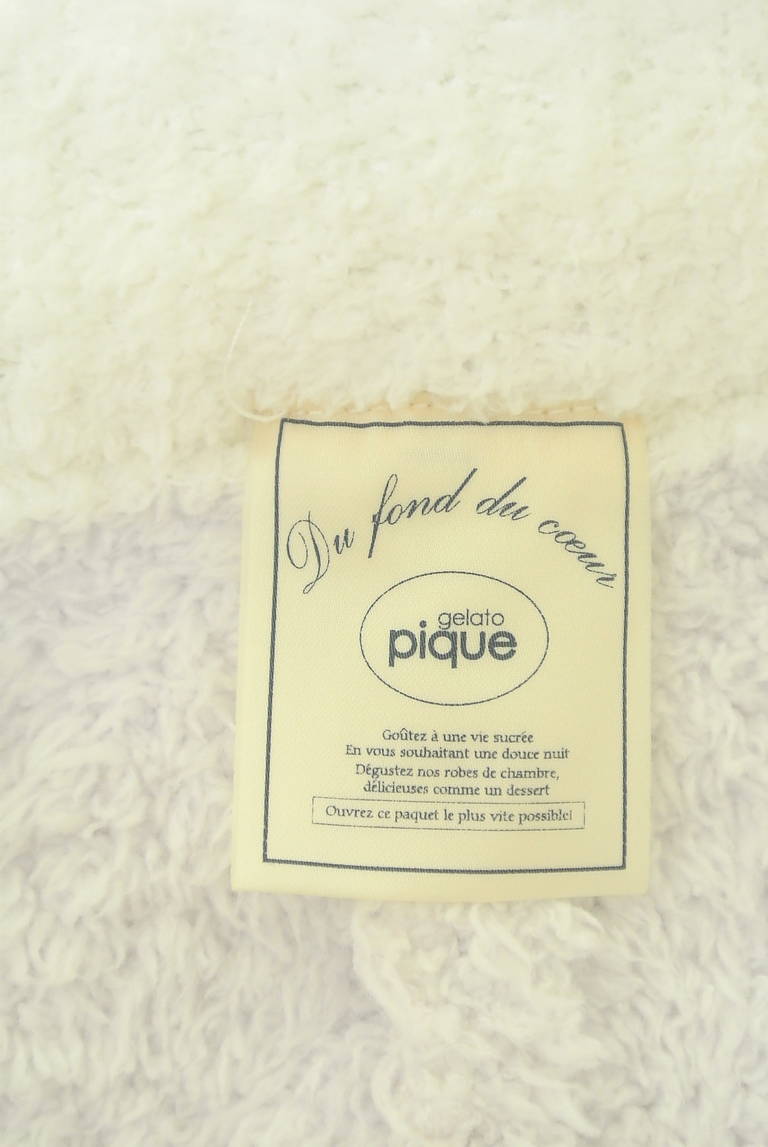 Du fond du cœur
gelato
pique
Goûtez à une vie sucrée
En vous souhaitant une douce nuit
Dégustez nos robes de chambre,
délicieuses comme un dessert
Ouvrez ce paquet le plus vite possible!